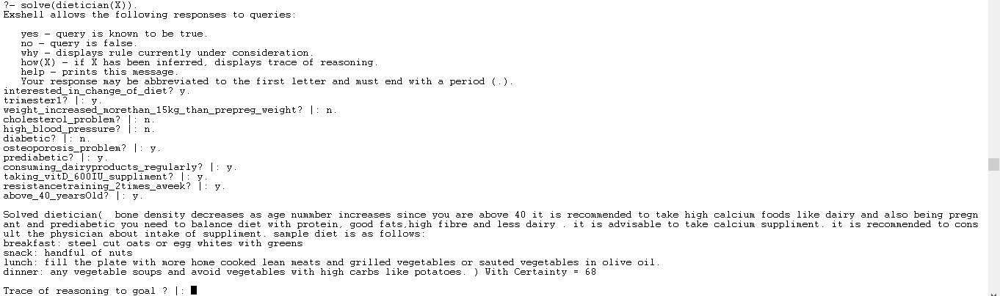 ?- solve(dietician(X)).
Exshell allows the following responses to queries:
yes - query is known to be true.
no - query is false.
why - displays rule currently under consideration.
how(X) - if X has been inferred, displays trace of reasoning.
help - prints this message.
Your response may be abbreviated to the first letter and must end with a period (.).
interested_in_change_of_diet? y.
trimester1? |: y.
weight_increased_morethan_15kg_than_prepreg_weight? |: n.
cholesterol_problem? |: n.
high_blood_pressure? |: n.
diabetic? |: n.
osteoporosis_problem? |: y.
prediabetic? |: y.
consuming_dairyproducts_regularly? |: y.
taking_vitD_600IU_suppliment? |: y.
resistancetraining_2times_aweek? |: y.
above_40_yearsOld? |: y.
Solved dietician(  bone density decreases as age nummber increases since you are above 40 it is recommended to take high calcium foods like dairy and also being pregn
ant and prediabetic you need to balance diet with protein, good fats,high fibre and less dairy . it is advisable to take calcium suppliment. it is recommended to cons
ult the physician about intake of suppliment. sample diet is as follows:
breakfast: steel cut oats or egg whites with greens
snack: handful of nuts
lunch: fill the plate with more home cooked lean meats and grilled vegetables or sauted vegetables in olive oil.
dinner: any vegetable soups and avoid vegetables with high carbs like potatoes. ) With Certainty = 68
Trace of reasoning to goal ? |: